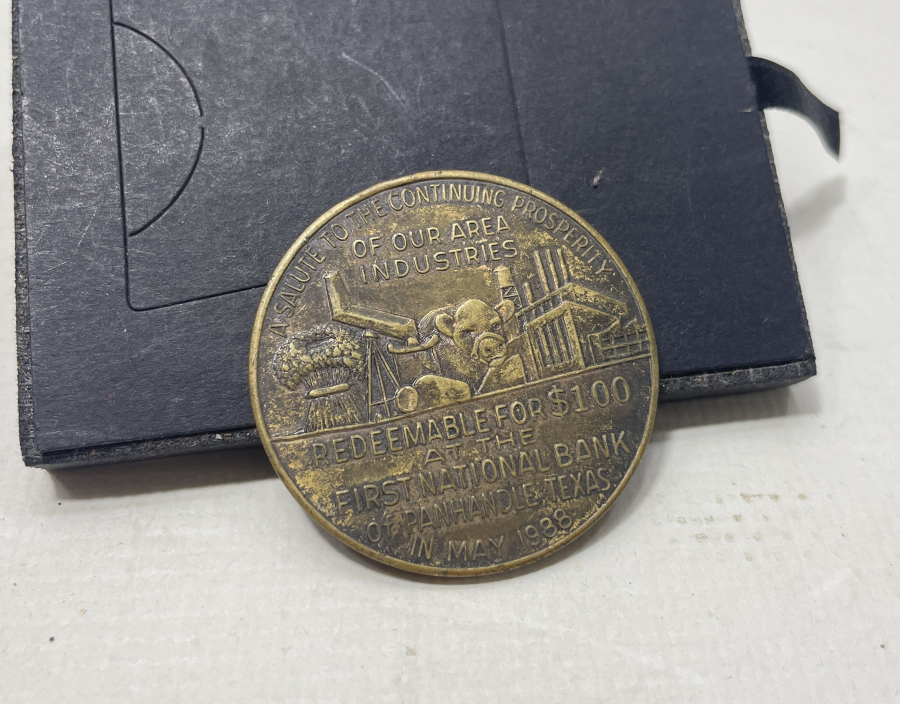 A SALUTE TO THE CONTINUING PROSPERITY
OF OUR AREA
INDUSTRIES
REDEEMABLE FOR $100
AT THE
FIRST NATIONAL BANK
OF PANHANDLE, TEXAS
IN MAY 1988